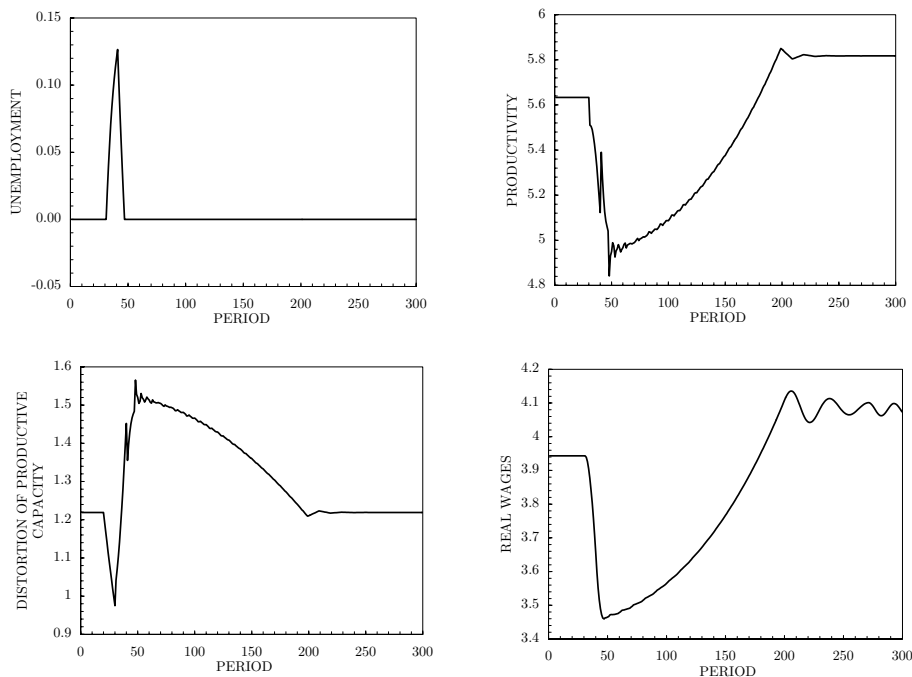 0.15
0.10
0.05
0.00
-0.05
UNEMPLOYMENT
0 50 100 150 200 250 300
PERIOD
6
5.8
5.6
5.4
5.2
5
4.8
PRODUCTIVITY
0 50 100 150 200 250 300
PERIOD
1.6
1.5
1.4
1.3
1.2
1.1
1
0.9
DISTORTION OF PRODUCTIVE
CAPACITY
0 50 100 150 200 250 300
PERIOD
4.2
4.1
4
3.9
3.8
3.7
3.6
3.5
3.4
REAL WAGES
0 50 100 150 200 250 300
PERIOD